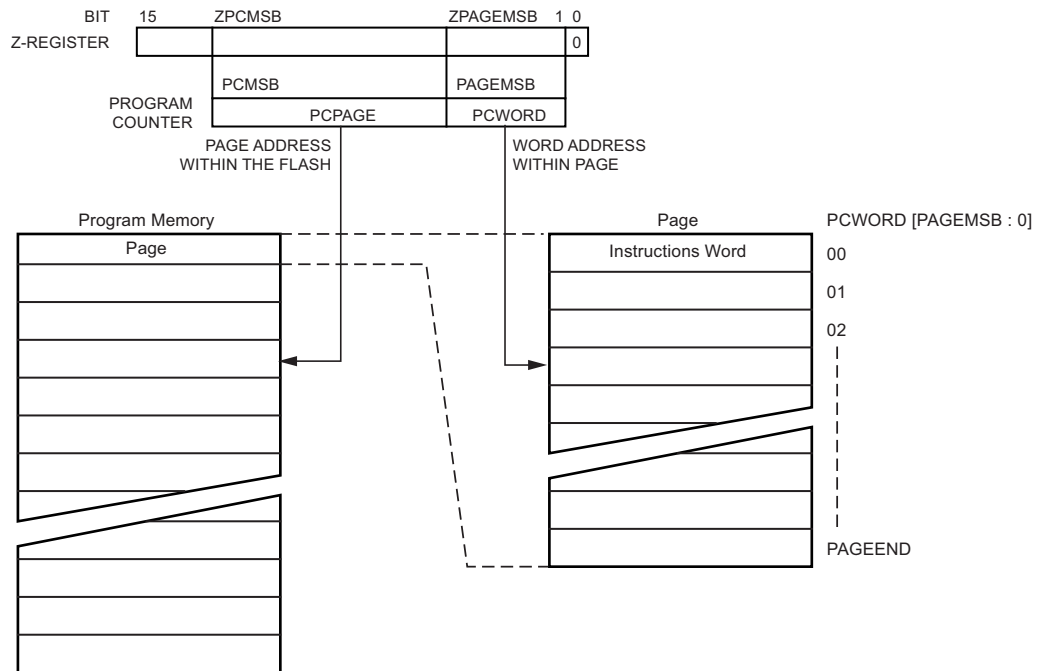 BIT 15 ZPCMSB ZPAGEMSB 1 0
Z-REGISTER 0
PCMSB PAGEMSB
PROGRAM
COUNTER
PCPAGE PCWORD
PAGE ADDRESS
WITHIN THE FLASH
WORD ADDRESS
WITHIN PAGE
Program Memory
Page
Page
Instructions Word
PCWORD [PAGEMSB : 0]
00
01
02
PAGEEND